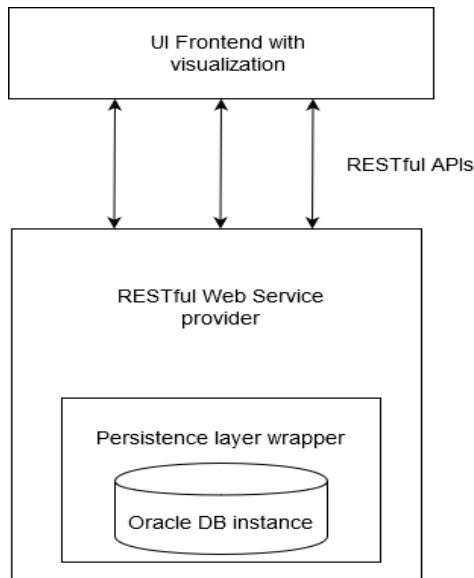 UI Frontend with
visualization
RESTful APIs
RESTful Web Service
provider
Persistence layer wrapper
Oracle DB instance